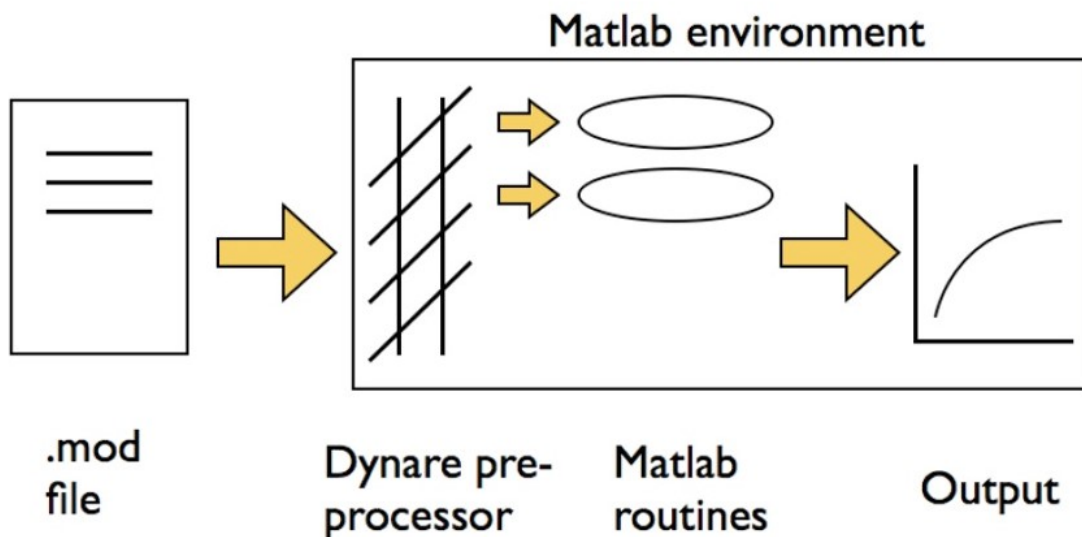 Matlab environment
.mod
file
Dynare pre-
processor
Matlab
routines
Output